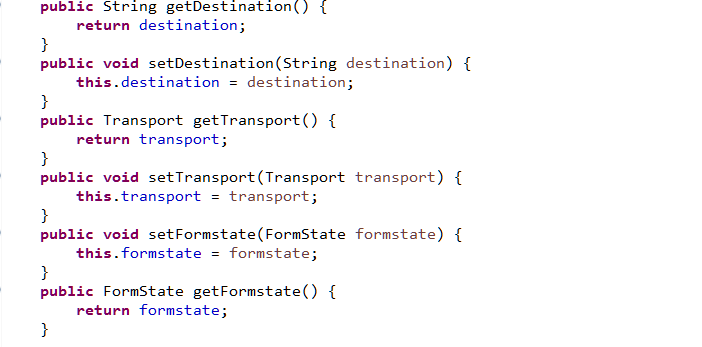 public String getDestination() {
return destination;
}
public void setDestination(String destination) {
this.destination = destination;
}
public Transport getTransport() {
return transport;
}
public void setTransport(Transport transport) {
this.transport = transport;
}
public void setFormstate(FormState formstate) {
this.formstate = formstate;
}
public FormState getFormstate() {
return formstate;
}